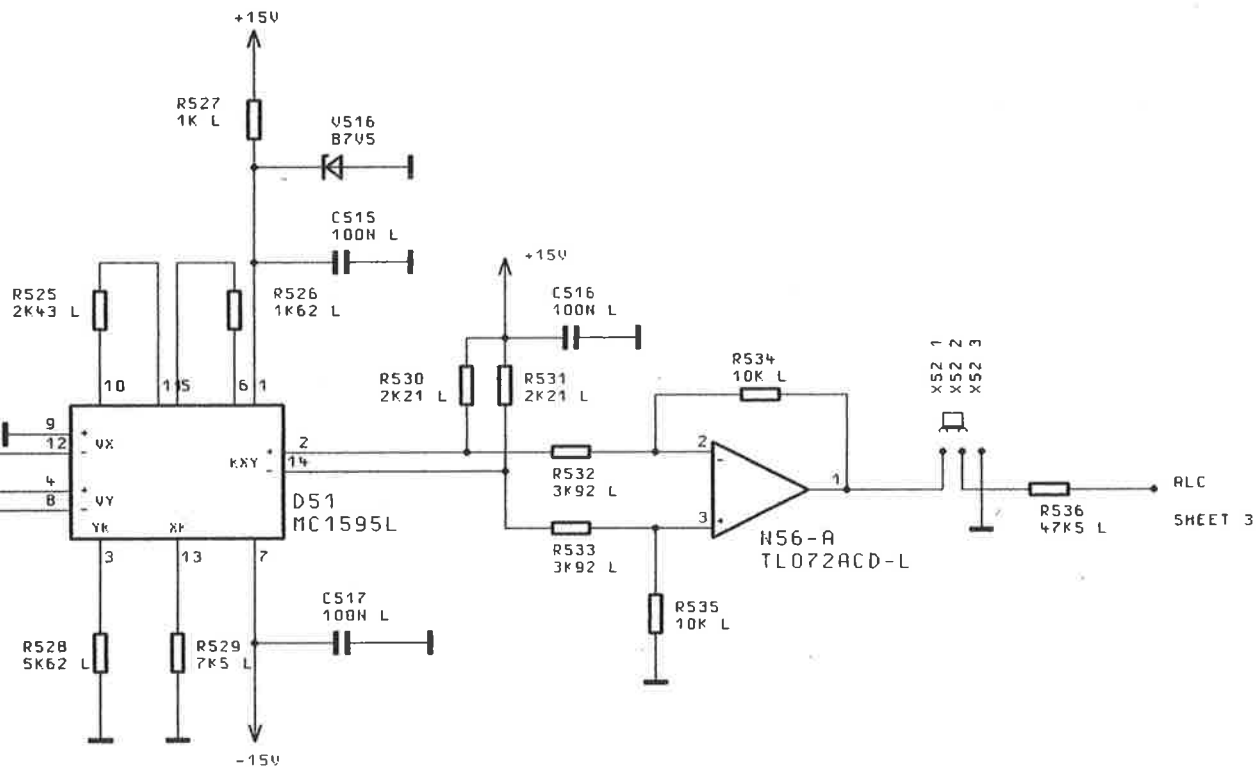 +15V
R527
1K L
V516
B7V5
C515
100N L
+15V
R525
2K43 L
R526
1K62 L
C516
100N L
X52 1
X52 2
X52 3
R534
10K L
R530
2K21 L
R531
2K21 L
10
11
5
6
1
9
12
+
-
VX
4
8
+
-
VY
KXY
+
-
2
14
D51
MC1595L
R532
3K92 L
R533
3K92 L
2
3
-
+
1
N56-A
TL072ACD-L
R536
47K5 L
ALC
SHEET 3
3
13
7
C517
100N L
R528
5K62 L
R529
7K5 L
R535
10K L
-15V